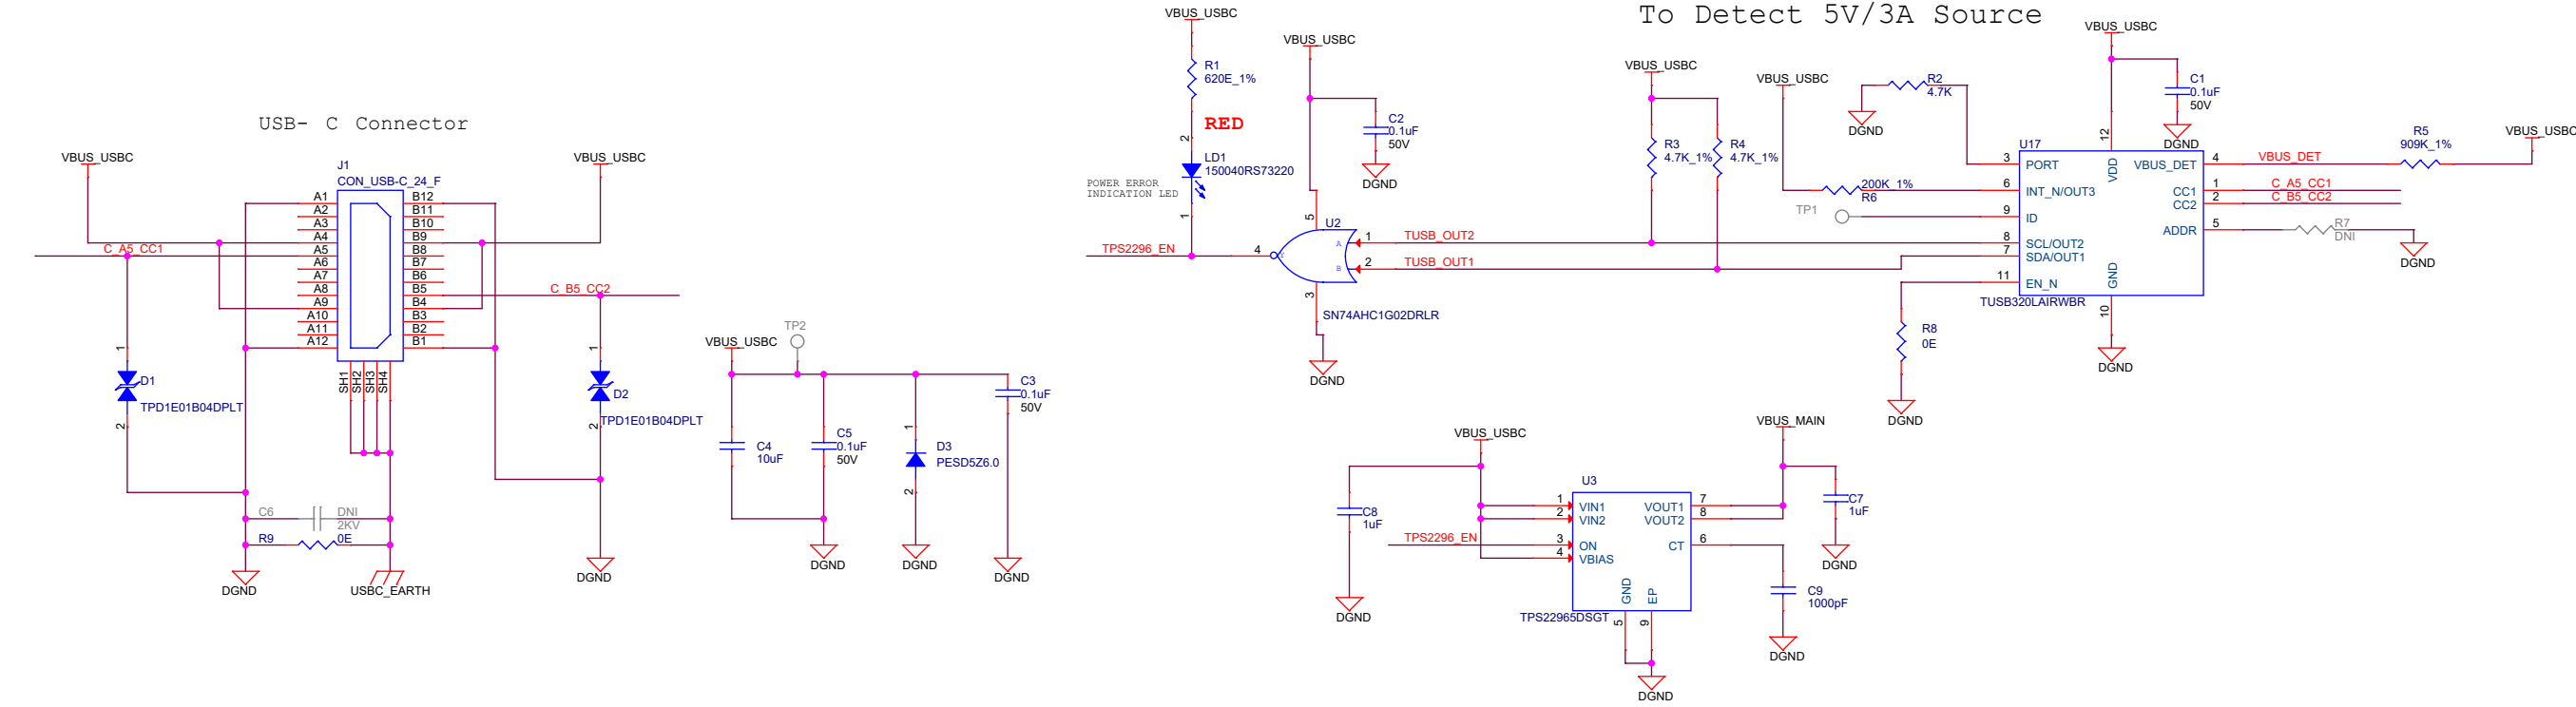 To Detect 5V/3A Source
USB- C Connector
VBUS_USBC
VBUS_USBC
J1
CON_USB-C_24_F
A1
A2
A3
A4
A5
A6
A7
A8
A9
A10
A11
A12
B12
B11
B10
B9
B8
B7
B6
B5
B4
B3
B2
B1
SH1
SH2
SH3
SH4
C_A5_CC1
C_B5_CC2
1
D1
TPD1E01B04DPLT
2
1
D2
TPD1E01B04DPLT
2
C6
DNI
2KV
R9
0E
DGND
USBC_EARTH
DGND
VBUS_USBC
TP2
C4
10uF
C5
0.1uF
50V
1
D3
PESD5Z6.0
2
C3
0.1uF
50V
DGND
DGND
DGND
VBUS_USBC
R1
620E_1%
RED
2
LD1
150040RS73220
POWER ERROR
INDICATION LED
1
TPS2296_EN
VBUS_USBC
C2
0.1uF
50V
DGND
5
U2
4
A
B
Y
1
2
3
SN74AHC1G02DRLR
DGND
TUSB_OUT2
TUSB_OUT1
VBUS_USBC
R3
4.7K_1%
R4
4.7K_1%
VBUS_USBC
200K_1%
R6
TP1
R2
4.7K
DGND
VBUS_USBC
C1
0.1uF
50V
DGND
U17
12
3
PORT
6
INT_N/OUT3
9
ID
8
SCL/OUT2
7
SDA/OUT1
11
EN_N
VDD
GND
VBUS_DET
4
CC1
1
CC2
2
ADDR
5
10
TUSB320LAIRWBR
DGND
VBUS_DET
C_A5_CC1
C_B5_CC2
R5
909K_1%
VBUS_USBC
R7
DNI
DGND
R8
0E
DGND
VBUS_USBC
C8
1uF
DGND
TPS2296_EN
U3
1
VIN1
2
VIN2
3
ON
4
VBIAS
VOUT1
7
VOUT2
8
CT
6
GND
EP
5
9
TPS22965DSGT
DGND
VBUS_MAIN
C7
1uF
DGND
C9
1000pF
DGND